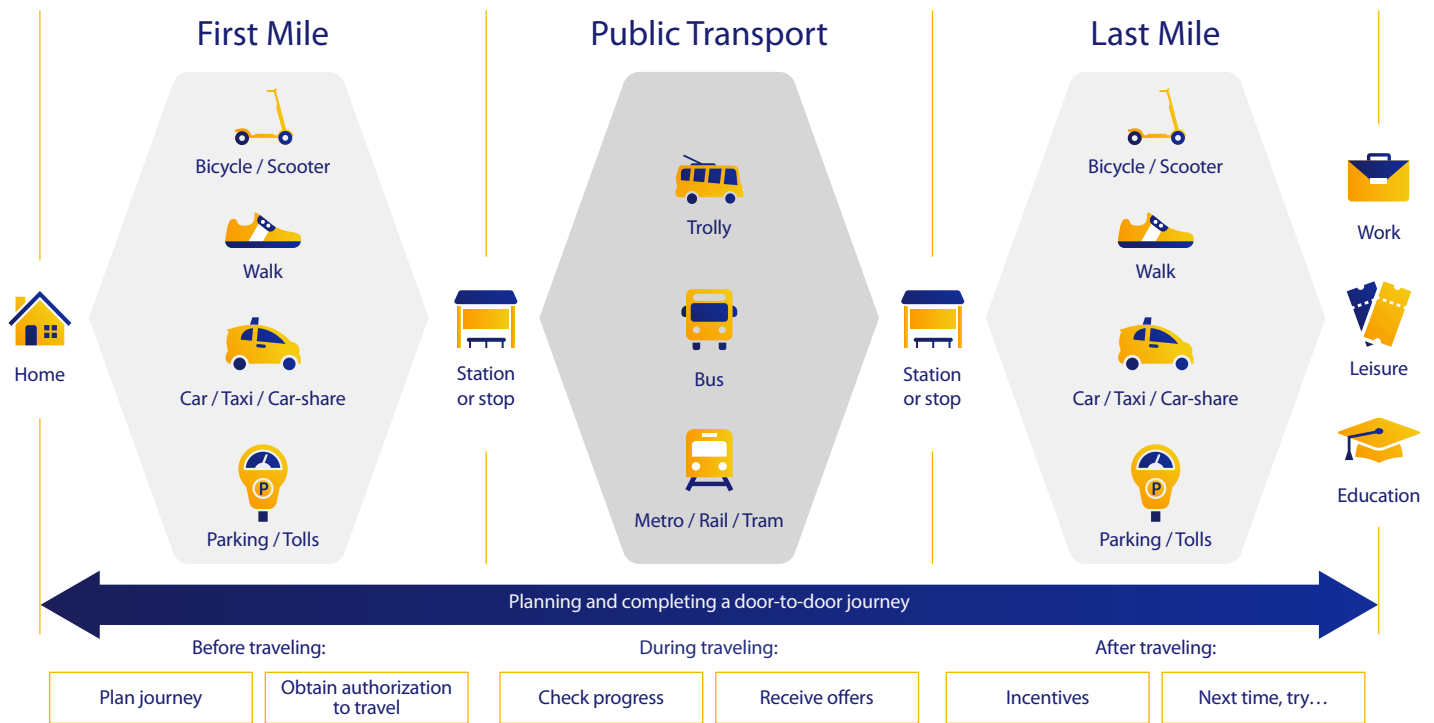 First Mile
Public Transport
Last Mile
Bicycle / Scooter
Walk
Car / Taxi / Car-share
P
Parking / Tolls
Home
Station
or stop
Trolly
Bus
Metro / Rail / Tram
Station
or stop
Bicycle / Scooter
Walk
Car / Taxi / Car-share
P
Parking / Tolls
Work
Leisure
Education
Planning and completing a door-to-door journey
Before traveling:
Plan journey
Obtain authorization
to travel
During traveling:
Check progress
Receive offers
After traveling:
Incentives
Next time, try…